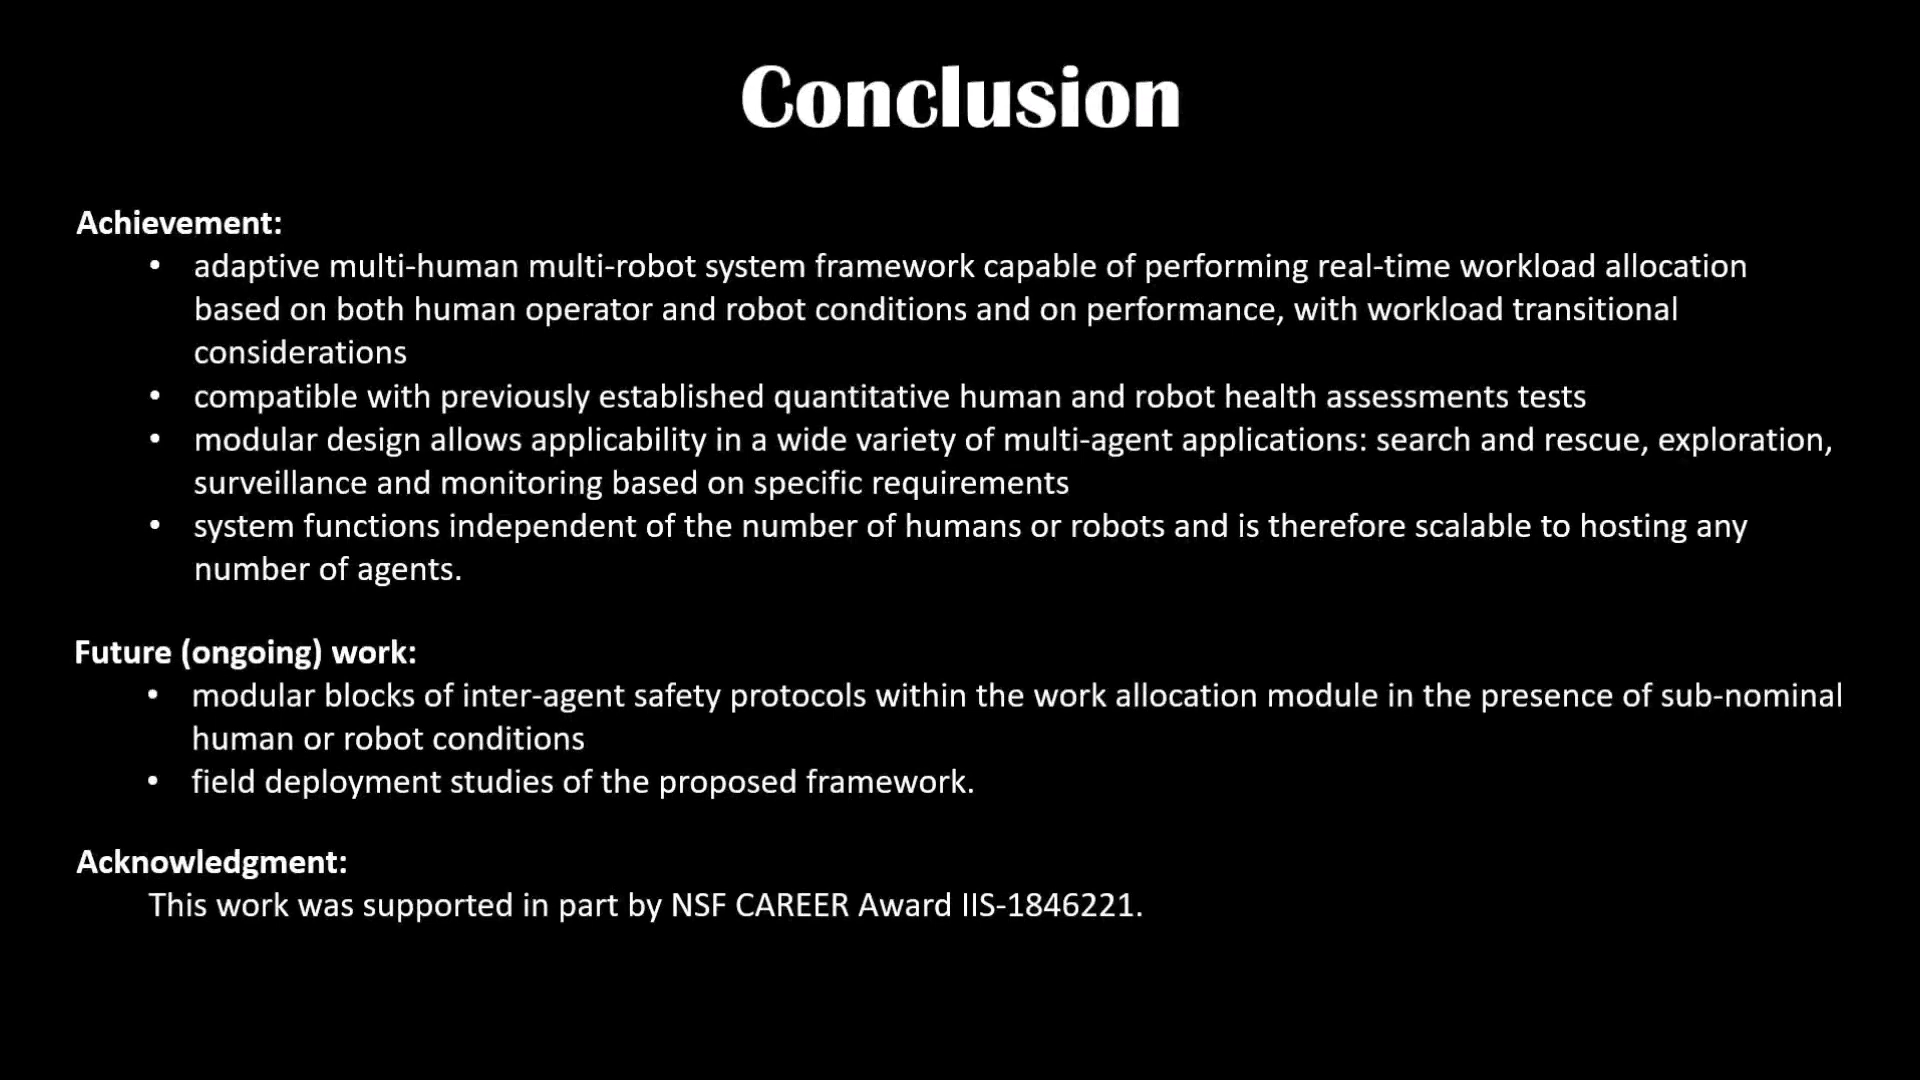 Conclusion
Achievement:
• adaptive multi-human multi-robot system framework capable of performing real-time workload allocation
based on both human operator and robot conditions and on performance, with workload transitional
considerations
• compatible with previously established quantitative human and robot health assessments tests
• modular design allows applicability in a wide variety of multi-agent applications: search and rescue, exploration,
surveillance and monitoring based on specific requirements
• system functions independent of the number of humans or robots and is therefore scalable to hosting any
number of agents.
Future (ongoing) work:
• modular blocks of inter-agent safety protocols within the work allocation module in the presence of sub-nominal
human or robot conditions
• field deployment studies of the proposed framework.
Acknowledgment:
This work was supported in part by NSF CAREER Award IIS-1846221.